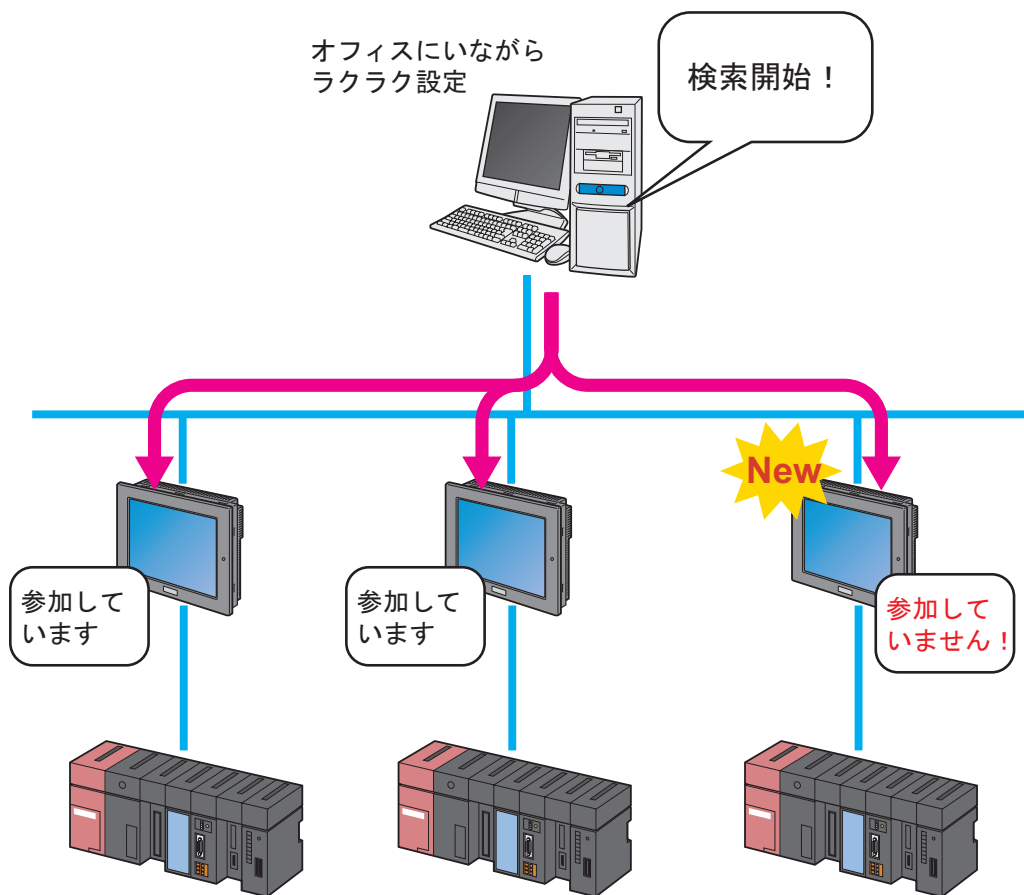 オフィスにいながら
ラクラク設定
検索開始！
New
参加して
います
参加して
います
参加して
いません！